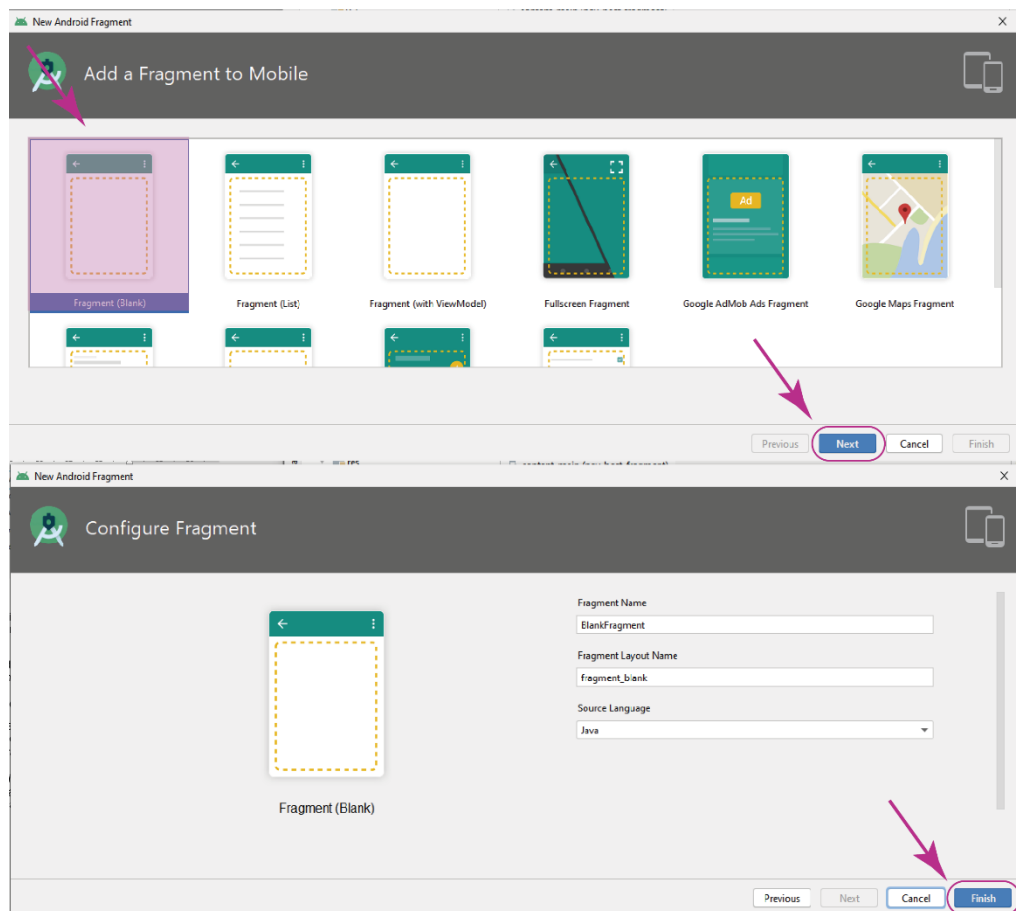 New Android Fragment
Add a Fragment to Mobile
Ad
Fragment (Blank)
Fragment (List)
Fragment (with ViewModel)
Fullscreen Fragment
Google AdMob Ads Fragment
Google Maps Fragment
Previous
Next
Cancel
Finish
res
New Android Fragment
Configure Fragment
Fragment Name
BlankFragment
Fragment Layout Name
fragment_blank
Source Language
Java
Fragment (Blank)
Previous
Next
Cancel
Finish